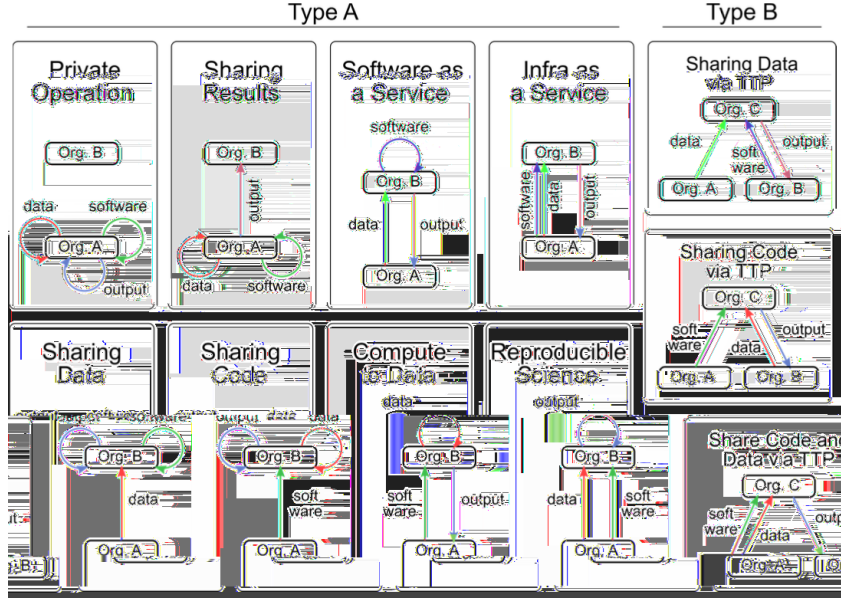 Type A
Type B
Private
Operation
Org. B
data
software
Org. A
output
Sharing
Results
Org. B
output
Org. A
data
software
Software as
a Service
software
Org. B
data
output
Org. A
Infra as
a Service
Org. B
software
data
output
Org. A
Sharing Data
via TTP
Org. C
data
soft
ware
output
Org. A
Org. B
Sharing Code
via TTP
Org. C
soft
ware
data
output
Org. A
Org. B
Sharing
Data
software
Org. B
data
Org. A
Sharing
Code
output
data
data
Org. B
soft
ware
Org. A
Compute
to Data
data
Org. B
soft
ware
output
Org. A
Reproducible
Science
output
Org. B
data
soft
ware
Org. A
Share Code and
Data via TTP
Org. C
soft
ware
data
Org. A